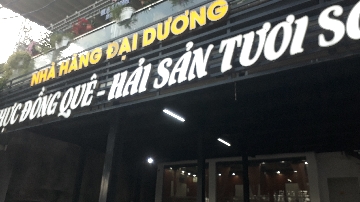 NHÀ HÀNG ĐẠI DƯƠNG
ĐỒNG QUÊ - HẢI SẢN TƯƠI